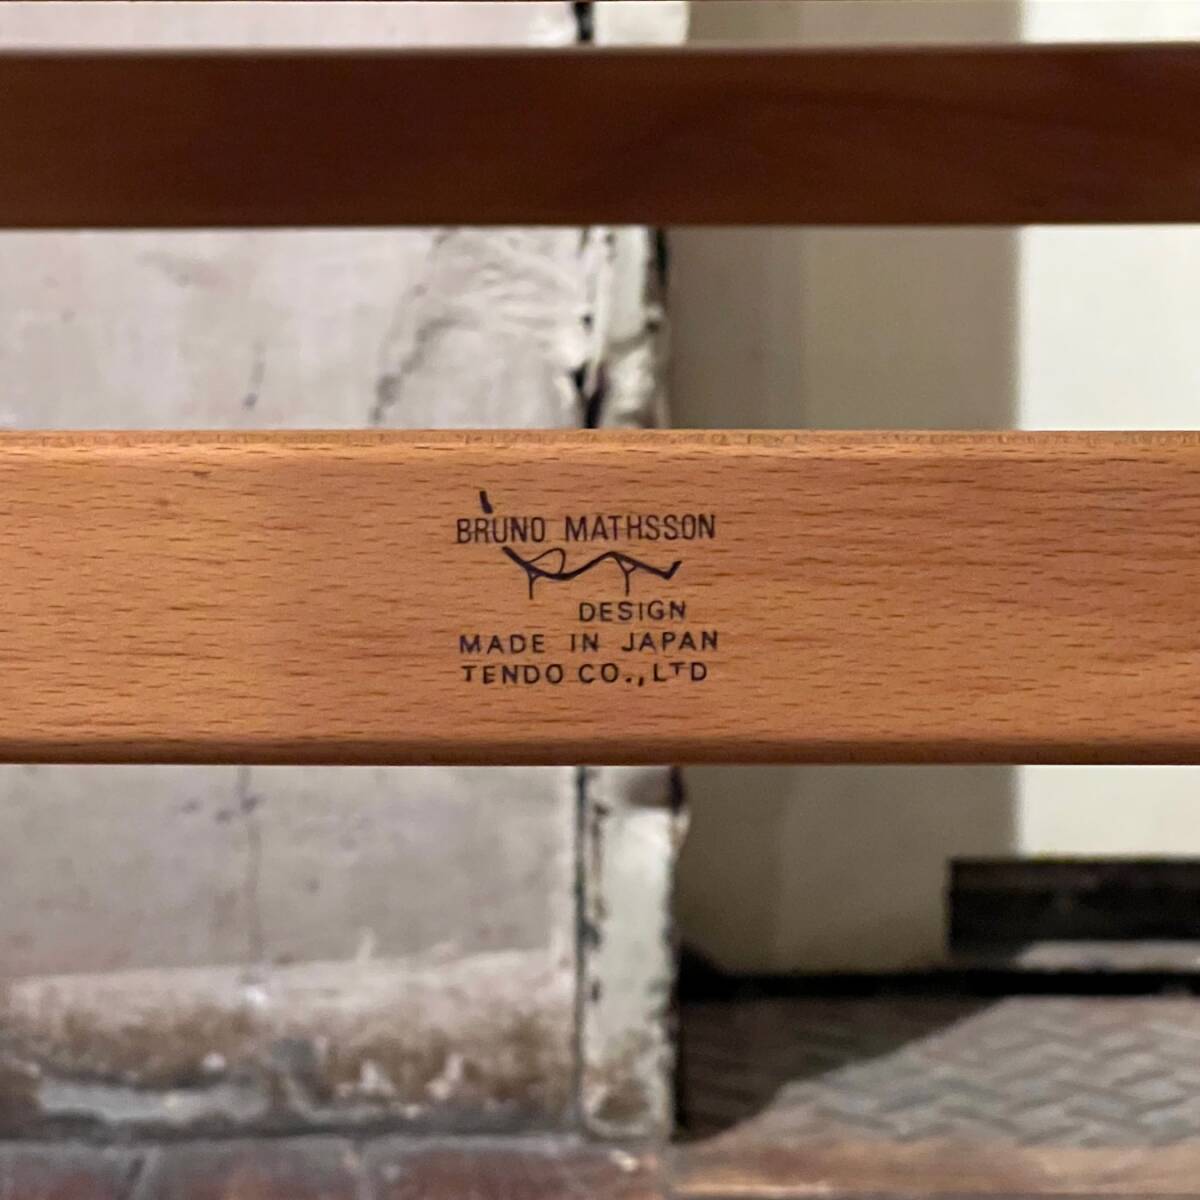 BRUNO MATHSSON
DESIGN
MADE IN JAPAN
TENDO CO.,LTD